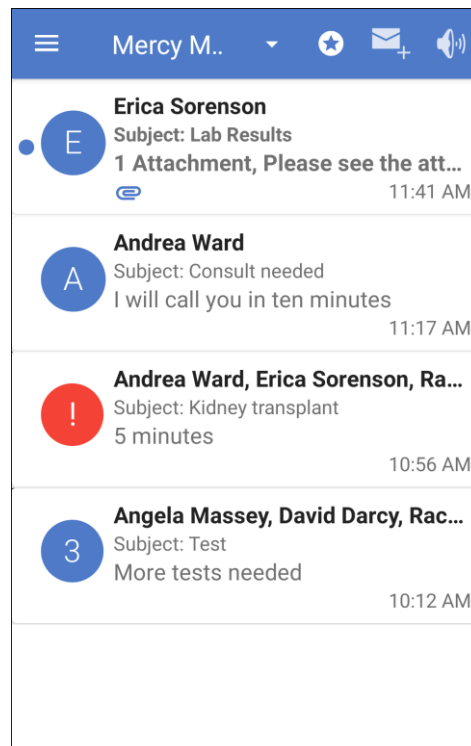 Mercy M..
Erica Sorenson
E
Subject: Lab Results
1 Attachment, Please see the att...
11:41 AM
Andrea Ward
A
Subject: Consult needed
I will call you in ten minutes
11:17 AM
Andrea Ward, Erica Sorenson, Ra...
!
Subject: Kidney transplant
5 minutes
10:56 AM
Angela Massey, David Darcy, Rac...
3
Subject: Test
More tests needed
10:12 AM